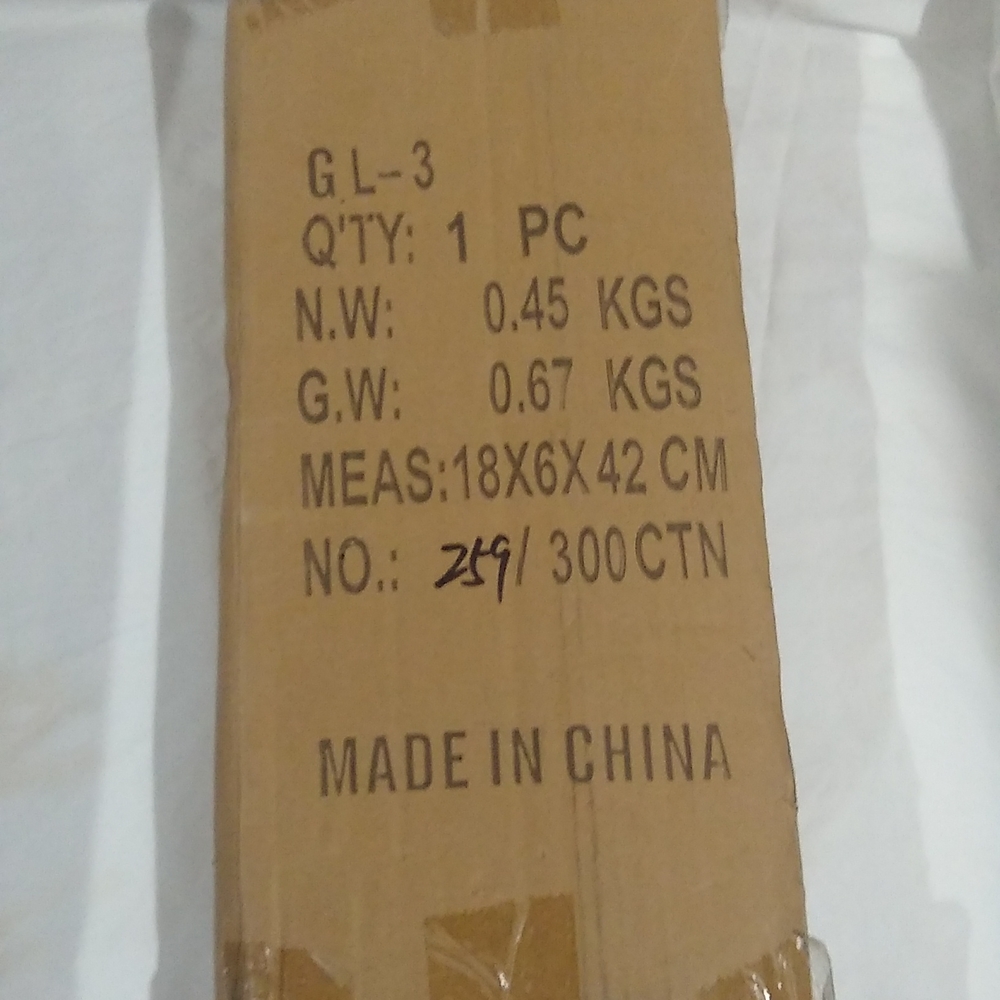 GL-3
Q'TY: 1 PC
N.W: 0.45 KGS
G.W: 0.67 KGS
MEAS:18X6X42 CM
NO.: 259/ 300CTN
MADE IN CHINA